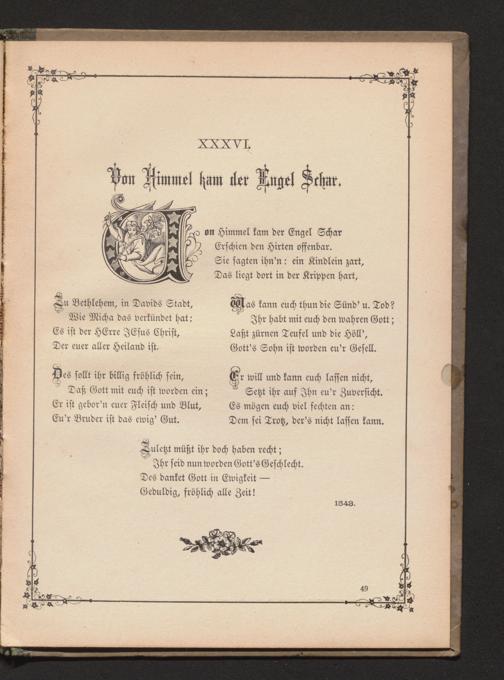 XXXVI.
Von Himmel kam der Engel Schar.
Von Himmel kam der Engel Schar
Erschien den Hirten offenbar.
Sie sagten ihn'n: ein Kindlein zart,
Das liegt dort in der Krippen hart,
Zu Bethlehem, in Davids Stadt,
Wie Micha das verkündet hat:
Es ist der HErre JEsus Christ,
Der euer aller Heiland ist.
Des sollt ihr billig fröhlich sein,
Daß Gott mit euch ist worden ein;
Er ist gebor'n euer Fleisch und Blut,
Eu'r Bruder ist das ewig' Gut.
Was kann euch thun die Sünd' u. Tod?
Ihr habt mit euch den wahren Gott;
Laßt zürnen Teufel und die Höll',
Gott's Sohn ist worden eu'r Gesell.
Er will und kann euch lassen nicht,
Setzt ihr auf Ihn eu'r Zuversicht.
Es mögen euch viel fechten an:
Dem sei Trotz, der's nicht lassen kann.
Zuletzt müßt ihr doch haben recht;
Ihr seid nun worden Gott's Geschlecht.
Des danket Gott in Ewigkeit —
Geduldig, fröhlich alle Zeit!
1543.
49